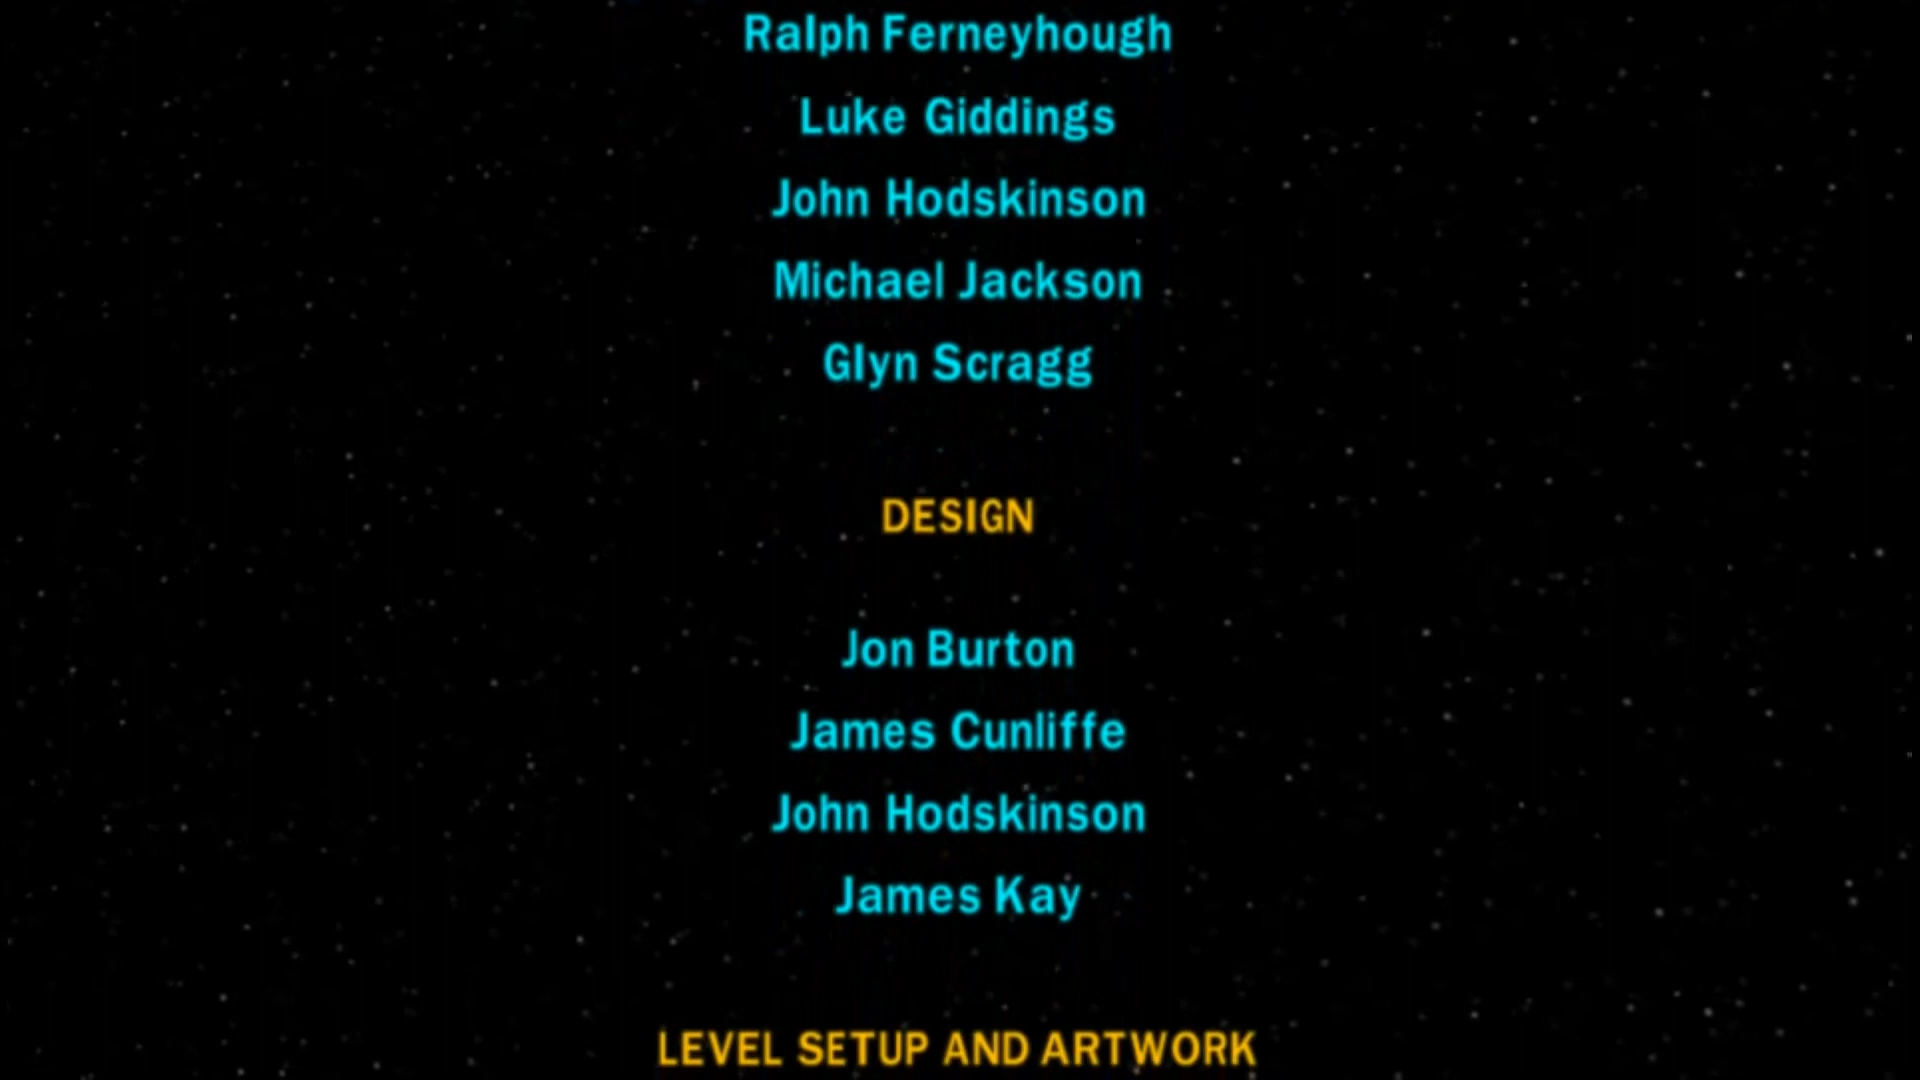 Ralph Ferneyhough
Luke Giddings
John Hodskinson
Michael Jackson
Glyn Scragg
DESIGN
Jon Burton
James Cunliffe
John Hodskinson
James Kay
LEVEL SETUP AND ARTWORK